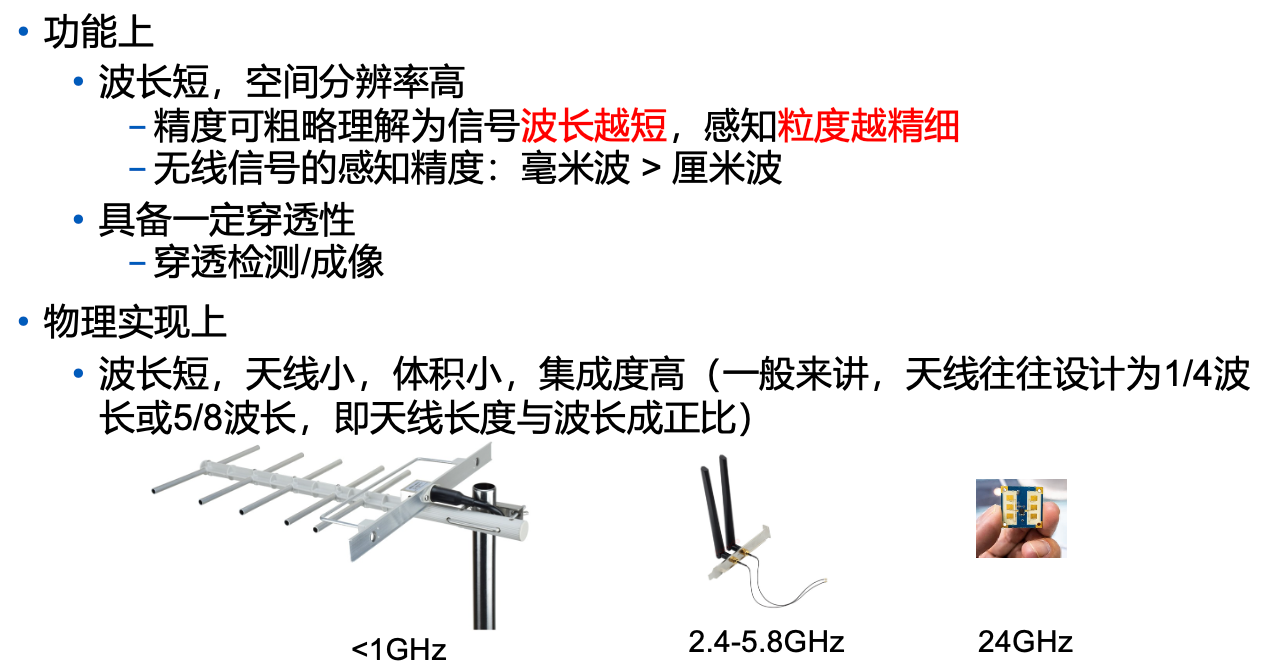 • 功能上
• 波长短，空间分辨率高
– 精度可粗略理解为信号波长越短，感知粒度越精细
– 无线信号的感知精度：毫米波 > 厘米波
• 具备一定穿透性
– 穿透检测/成像
• 物理实现上
• 波长短，天线小，体积小，集成度高（一般来讲，天线往往设计为1/4波
长或5/8波长，即天线长度与波长成正比）
<1GHz
2.4-5.8GHz
24GHz